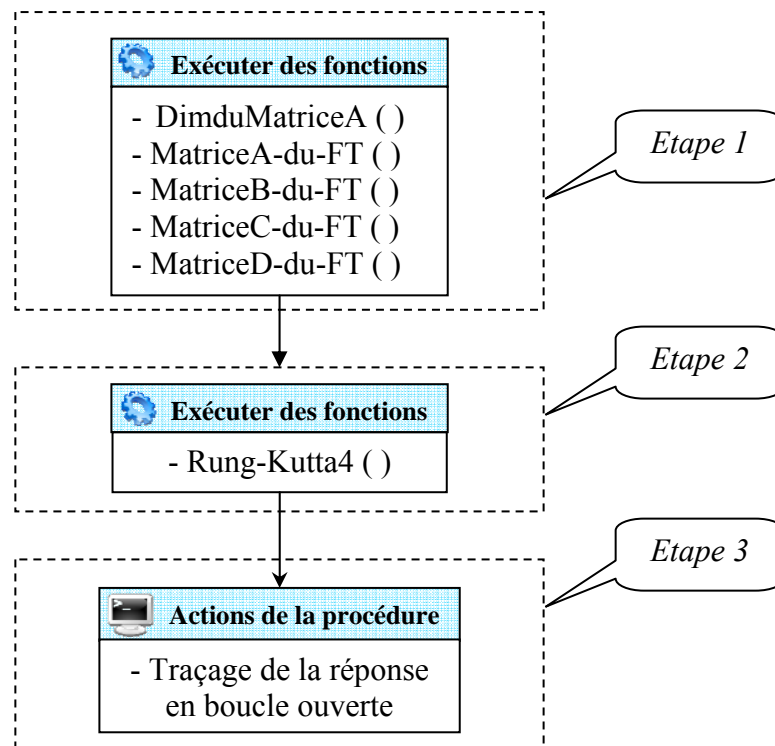 Exécuter des fonctions
- DimduMatriceA ( )
- MatriceA-du-FT ( )
- MatriceB-du-FT ( )
- MatriceC-du-FT ( )
- MatriceD-du-FT ( )
Etape 1
Exécuter des fonctions
- Rung-Kutta4 ( )
Etape 2
>_
Actions de la procédure
- Traçage de la réponse
en boucle ouverte
Etape 3